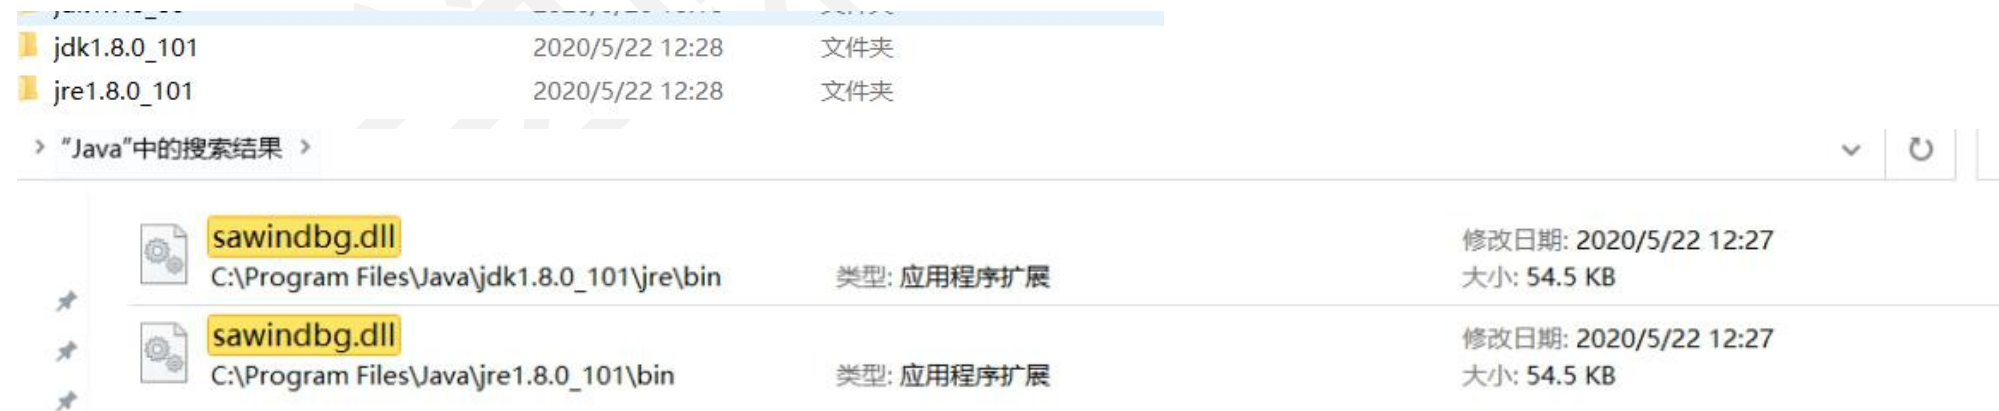 jdk1.8.0_101 2020/5/22 12:28 文件夹
jre1.8.0_101 2020/5/22 12:28 文件夹
> "Java"中的搜索结果 >
sawindbg.dll 修改日期: 2020/5/22 12:27
C:\Program Files\Java\jdk1.8.0_101\jre\bin 类型: 应用程序扩展 大小: 54.5 KB
sawindbg.dll 修改日期: 2020/5/22 12:27
C:\Program Files\Java\jre1.8.0_101\bin 类型: 应用程序扩展 大小: 54.5 KB